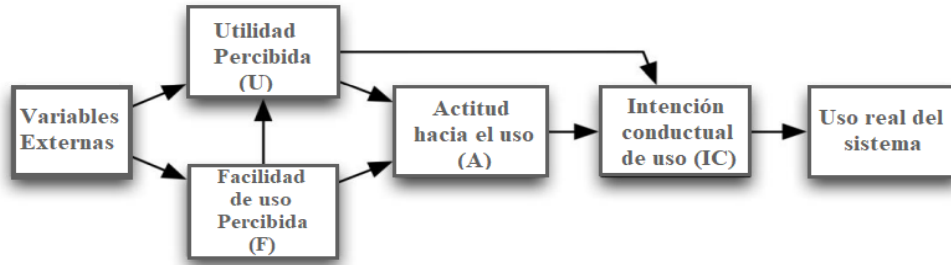 Utilidad
Percibida
(U)
Variables
Externas
Facilidad
de uso
Percibida
(F)
Actitud
hacia el uso
(A)
Intención
conductual
de uso (IC)
Uso real del
sistema